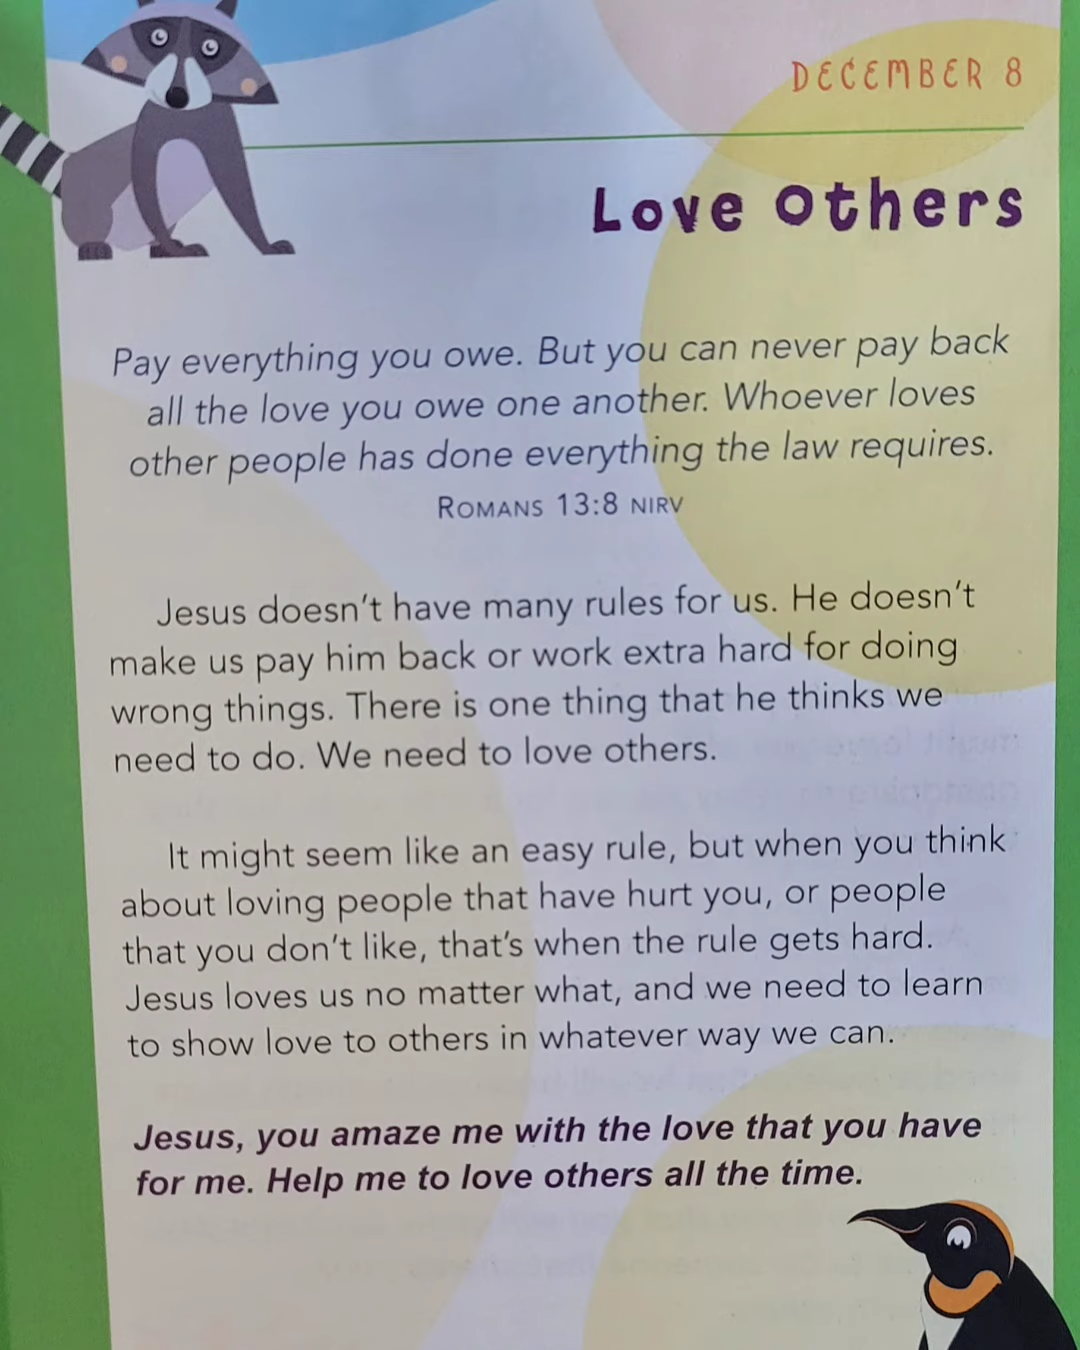 DECEMBER 8
Love Others
Pay everything you owe. But you can never pay back
all the love you owe one another. Whoever loves
other people has done everything the law requires.
ROMANS 13:8 NIRV
Jesus doesn't have many rules for us. He doesn't
make us pay him back or work extra hard for doing
wrong things. There is one thing that he thinks we
need to do. We need to love others.
It might seem like an easy rule, but when you think
about loving people that have hurt you, or people
that you don't like, that's when the rule gets hard.
Jesus loves us no matter what, and we need to learn
to show love to others in whatever way we can.
Jesus, you amaze me with the love that you have
for me. Help me to love others all the time.